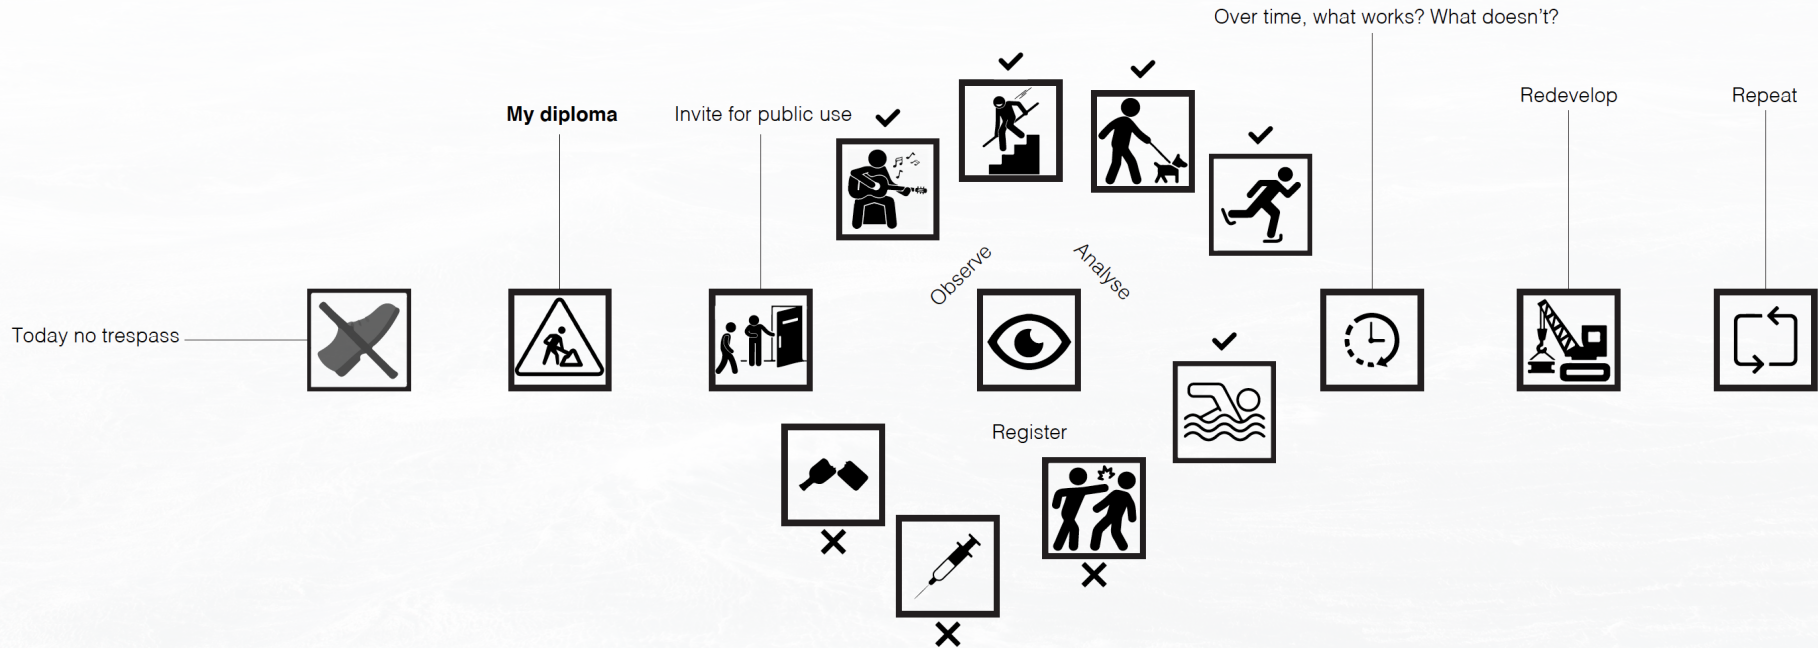 Over time, what works? What doesn't?
Redevelop
Repeat
My diploma
Invite for public use
Observe
Analyse
Today no trespass
Register